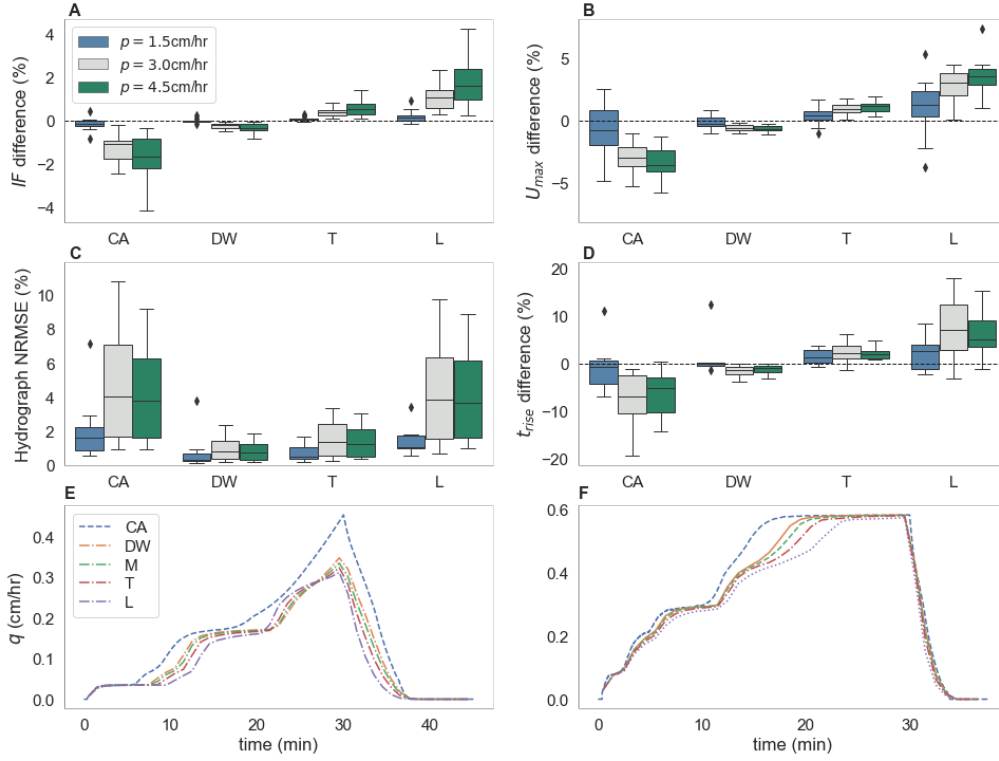 A
IF difference (%)
4
2
0
−2
−4
p = 1.5cm/hr
p = 3.0cm/hr
p = 4.5cm/hr
CA DW T L
B
U_max difference (%)
5
0
−5
CA DW T L
C
Hydrograph NRMSE (%)
10
8
6
4
2
0
CA DW T L
D
t_rise difference (%)
20
10
0
−10
−20
CA DW T L
E
q (cm/hr)
0.4
0.3
0.2
0.1
0.0
CA
DW
M
T
L
0 10 20 30 40
time (min)
F
0.6
0.4
0.2
0.0
0 10 20 30
time (min)